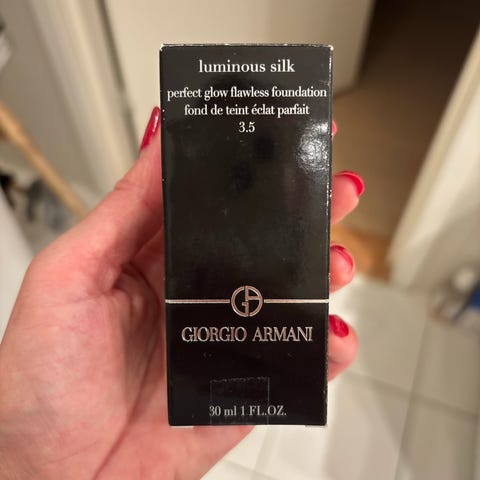 luminous silk
perfect glow flawless foundation
fond de teint éclat parfait
3.5
GIORGIO ARMANI
30 ml 1 FL.OZ.